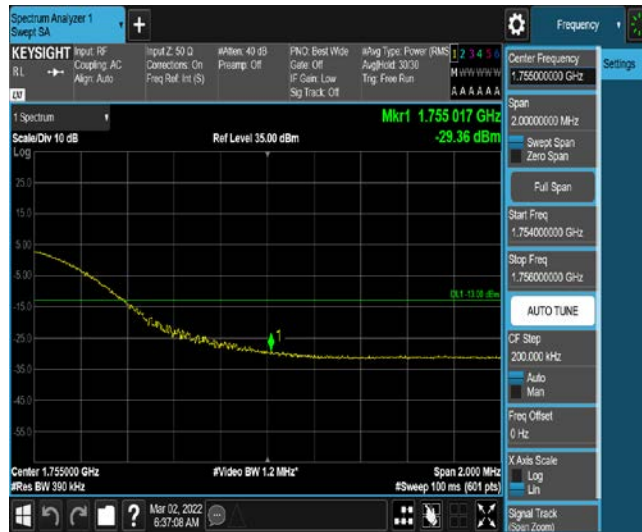 Spectrum Analyzer 1
Swept SA
+
Frequency
KEYSIGHT
Input: RF
Input Z: 50 Ω
#Atten: 40 dB
PNO: Best Wide
#Avg Type: Power (RMS
1 2 3 4 5 6
RL
Coupling: AC
Corrections: On
Preamp: Off
Gate: Off
Avg|Hold: 30/30
M W W W W W
Align: Auto
Freq Ref: Int (S)
IF Gain: Low
Trig: Free Run
Sig Track: Off
A A A A A A
LXI
1 Spectrum
Mkr1 1.755 017 GHz
Scale/Div 10 dB
Ref Level 35.00 dBm
-29.36 dBm
Log
25.0
15.0
5.00
-5.00
DL1 -13.00 dBm
-15.0
-25.0
1
-35.0
-45.0
-55.0
Center 1.755000 GHz
#Video BW 1.2 MHz*
Span 2.000 MHz
#Res BW 390 kHz
#Sweep 100 ms (601 pts)
Mar 02, 2022
6:37:08 AM
Center Frequency
1.755000000 GHz
Settings
Span
2.00000000 MHz
Swept Span
Zero Span
Full Span
Start Freq
1.754000000 GHz
Stop Freq
1.756000000 GHz
AUTO TUNE
CF Step
200.000 kHz
Auto
Man
Freq Offset
0 Hz
X Axis Scale
Log
Lin
Signal Track
(Span Zoom)